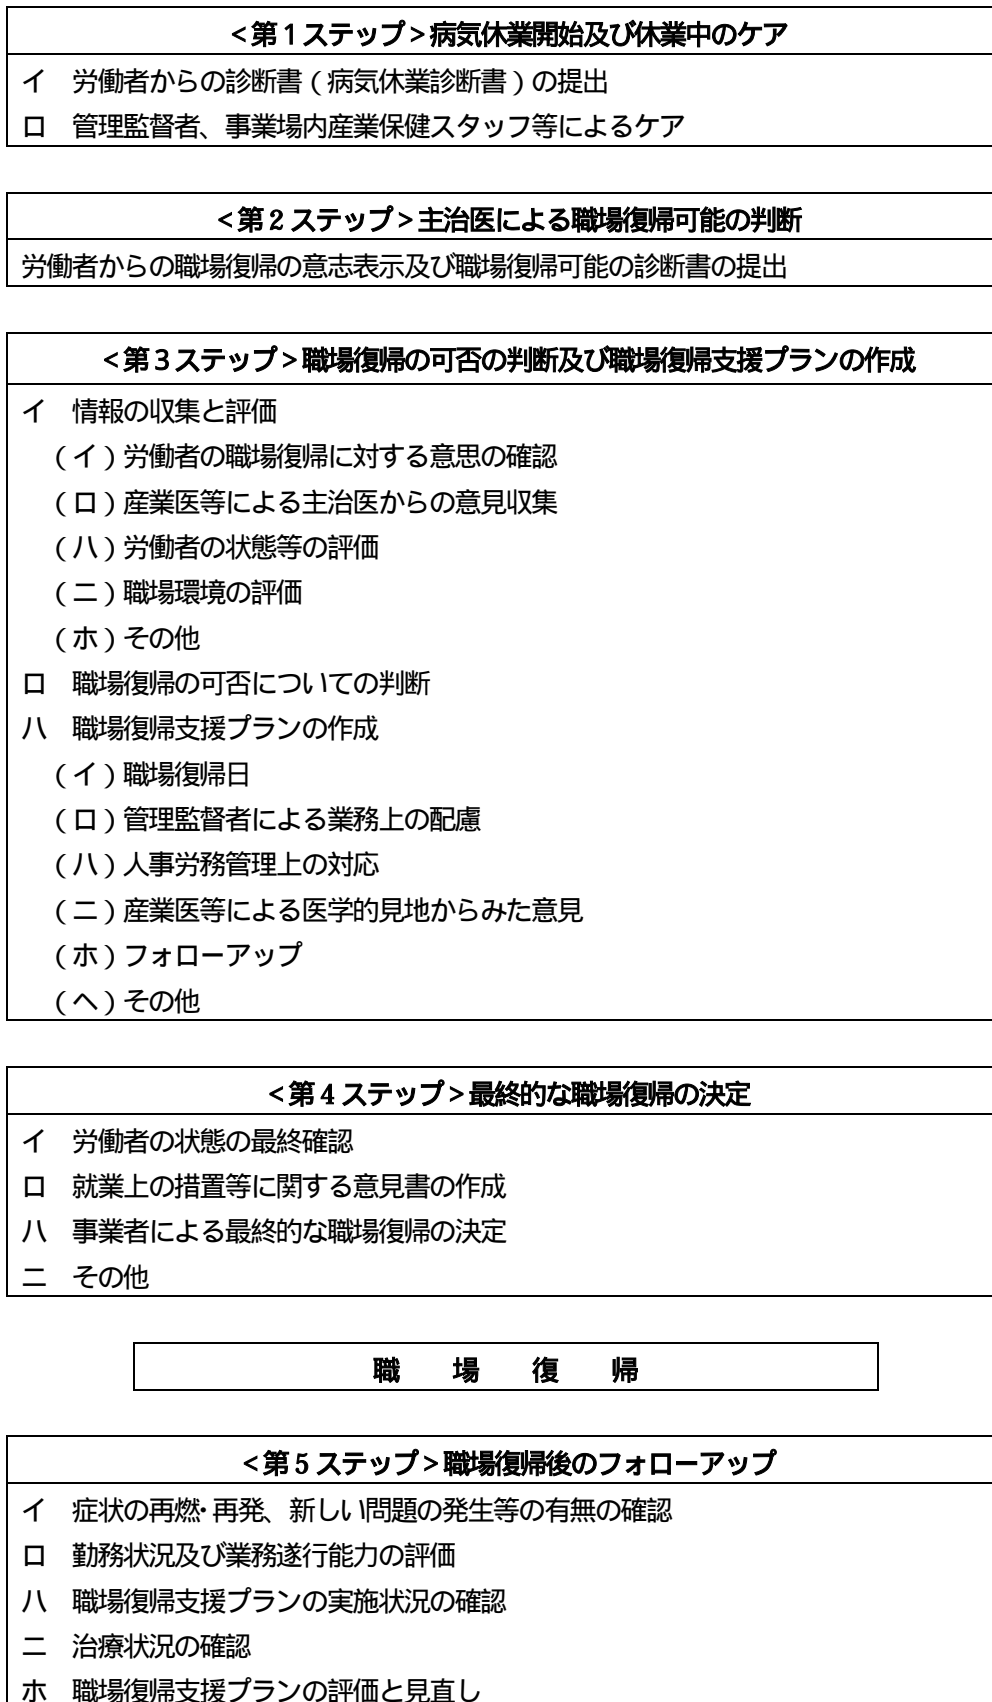 <第1ステップ>病気休業開始及び休業中のケア
イ　労働者からの診断書（病気休業診断書）の提出
ロ　管理監督者、事業場内産業保健スタッフ等によるケア
<第2ステップ>主治医による職場復帰可能の判断
労働者からの職場復帰の意志表示及び職場復帰可能の診断書の提出
<第3ステップ>職場復帰の可否の判断及び職場復帰支援プランの作成
イ　情報の収集と評価
（イ）労働者の職場復帰に対する意思の確認
（ロ）産業医等による主治医からの意見収集
（ハ）労働者の状態等の評価
（ニ）職場環境の評価
（ホ）その他
ロ　職場復帰の可否についての判断
ハ　職場復帰支援プランの作成
（イ）職場復帰日
（ロ）管理監督者による業務上の配慮
（ハ）人事労務管理上の対応
（ニ）産業医等による医学的見地からみた意見
（ホ）フォローアップ
（ヘ）その他
<第4ステップ>最終的な職場復帰の決定
イ　労働者の状態の最終確認
ロ　就業上の措置等に関する意見書の作成
ハ　事業者による最終的な職場復帰の決定
ニ　その他
職　場　復　帰
<第5ステップ>職場復帰後のフォローアップ
イ　症状の再燃・再発、新しい問題の発生等の有無の確認
ロ　勤務状況及び業務遂行能力の評価
ハ　職場復帰支援プランの実施状況の確認
ニ　治療状況の確認
ホ　職場復帰支援プランの評価と見直し